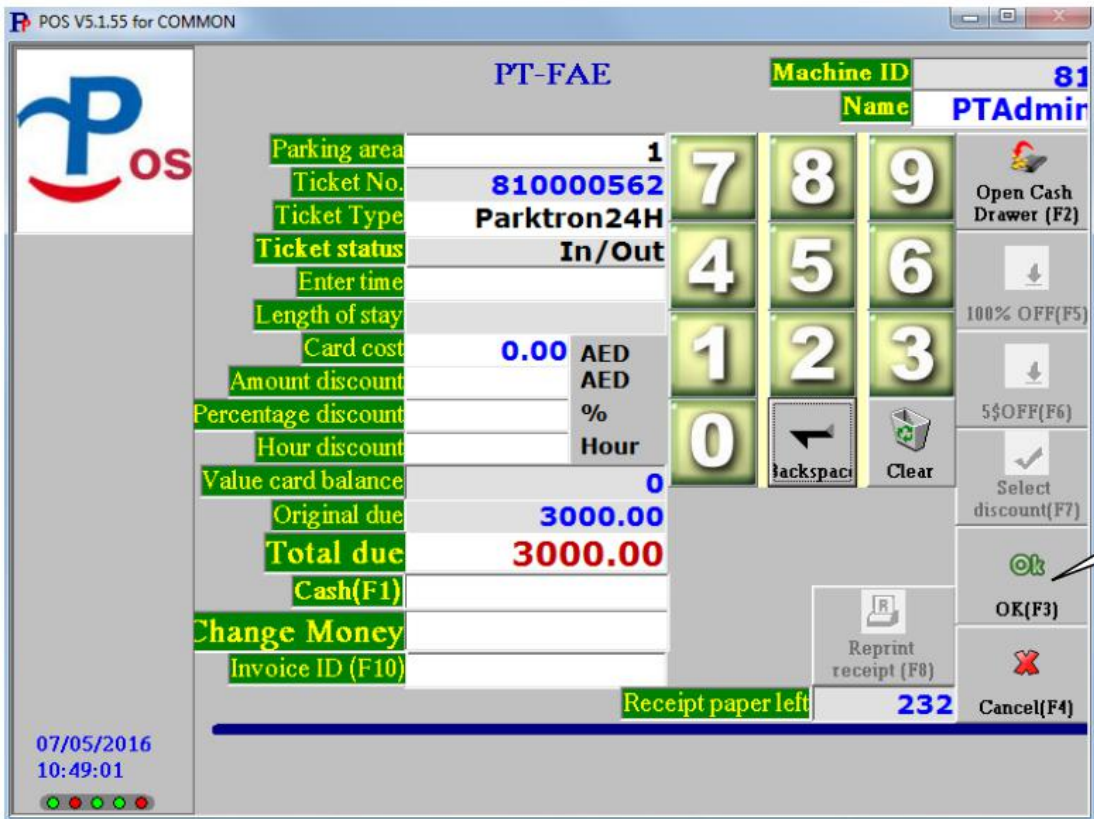 POS V5.1.55 for COMMON
POS
PT-FAE
Machine ID 81
Name PTAdmin
Parking area 1
Ticket No. 810000562
Ticket Type Parktron24H
Ticket status In/Out
Enter time
Length of stay
Card cost 0.00 AED
Amount discount AED
Percentage discount %
Hour discount Hour
Value card balance 0
Original due 3000.00
Total due 3000.00
Cash(F1)
Change Money
Invoice ID (F10)
7 8 9
4 5 6
1 2 3
0 Backspace Clear
Open Cash
Drawer (F2)
100% OFF(F5)
5$OFF(F6)
Select
discount(F7)
Ok
OK(F3)
R
Reprint
receipt (F8)
Cancel(F4)
Receipt paper left 232
07/05/2016
10:49:01